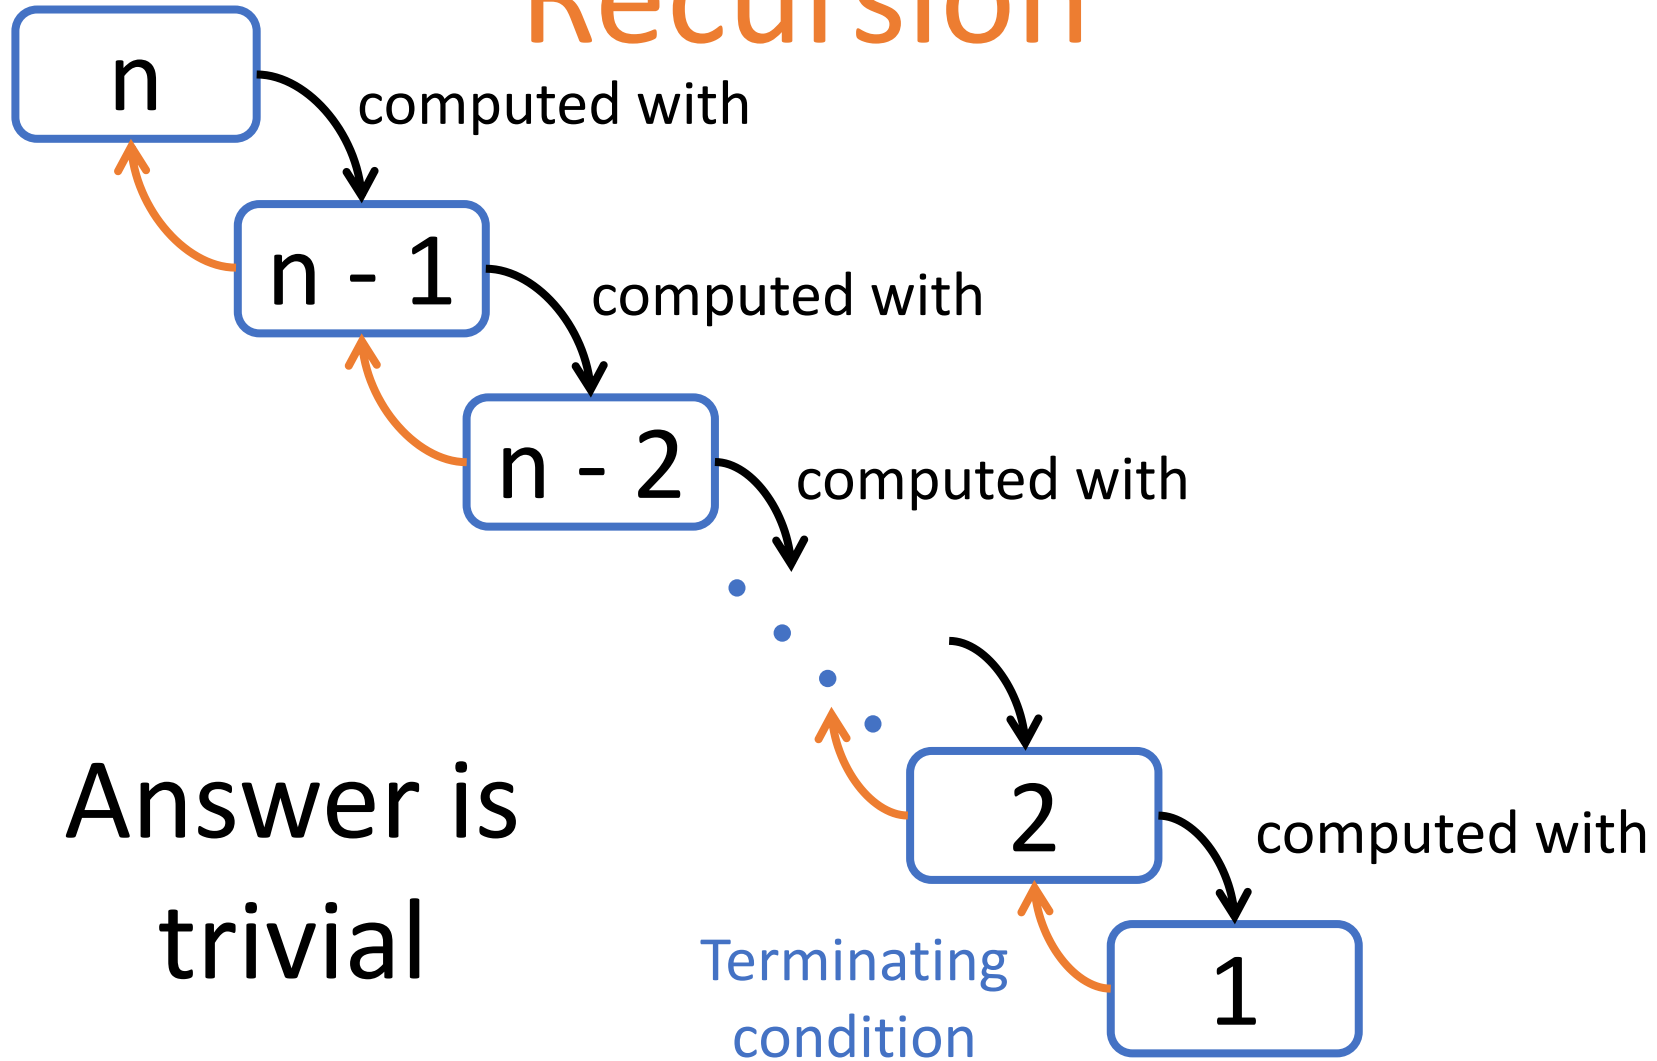 Recursion
n
computed with
n - 1
computed with
n - 2
computed with
2
computed with
Answer is
trivial
Terminating
condition
1